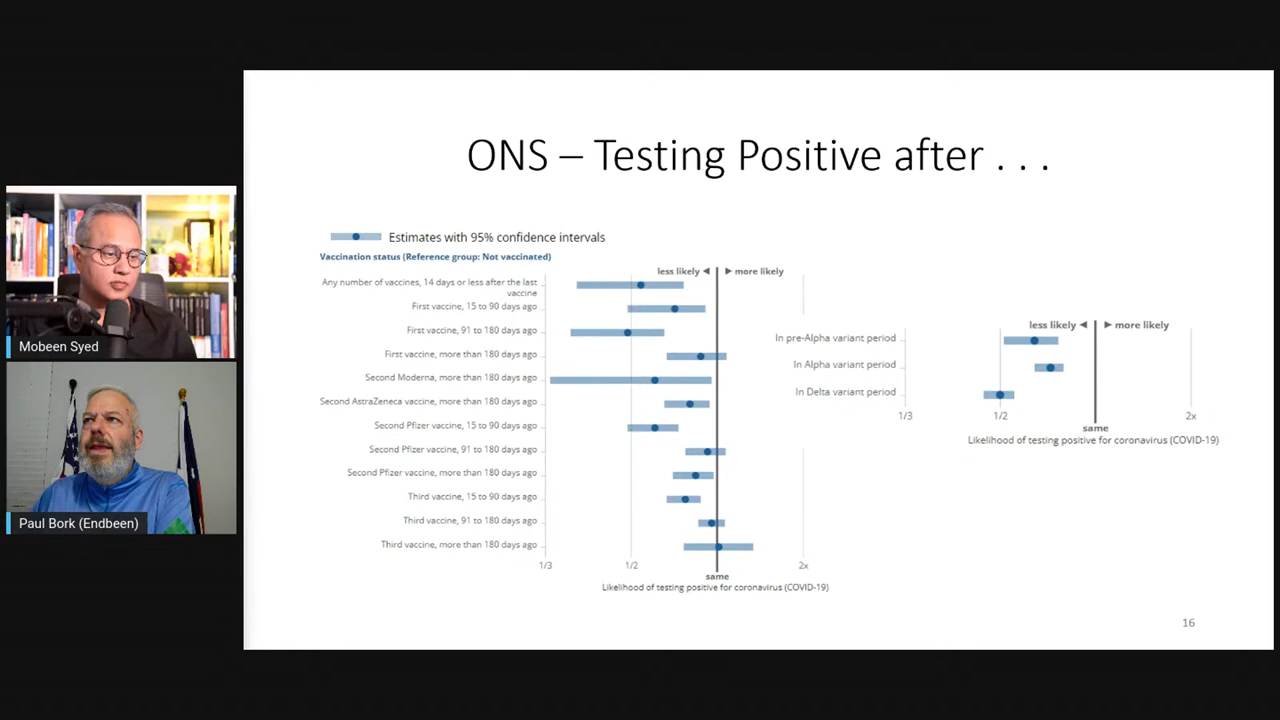 ONS – Testing Positive after . . .
Estimates with 95% confidence intervals
Vaccination status (Reference group: Not vaccinated)
less likely ◀ ▶ more likely
Any number of vaccines, 14 days or less after the last
vaccine
First vaccine, 15 to 90 days ago
First vaccine, 91 to 180 days ago
First vaccine, more than 180 days ago
Second Moderna, more than 180 days ago
Second AstraZeneca vaccine, more than 180 days ago
Second Pfizer vaccine, 15 to 90 days ago
Second Pfizer vaccine, 91 to 180 days ago
Second Pfizer vaccine, more than 180 days ago
Third vaccine, 15 to 90 days ago
Third vaccine, 91 to 180 days ago
Third vaccine, more than 180 days ago
1/3 1/2 2x
same
Likelihood of testing positive for coronavirus (COVID-19)
less likely ◀ ▶ more likely
In pre-Alpha variant period
In Alpha variant period
In Delta variant period
1/3 1/2 2x
same
Likelihood of testing positive for coronavirus (COVID-19)
16
Mobeen Syed
Paul Bork (Endbeen)